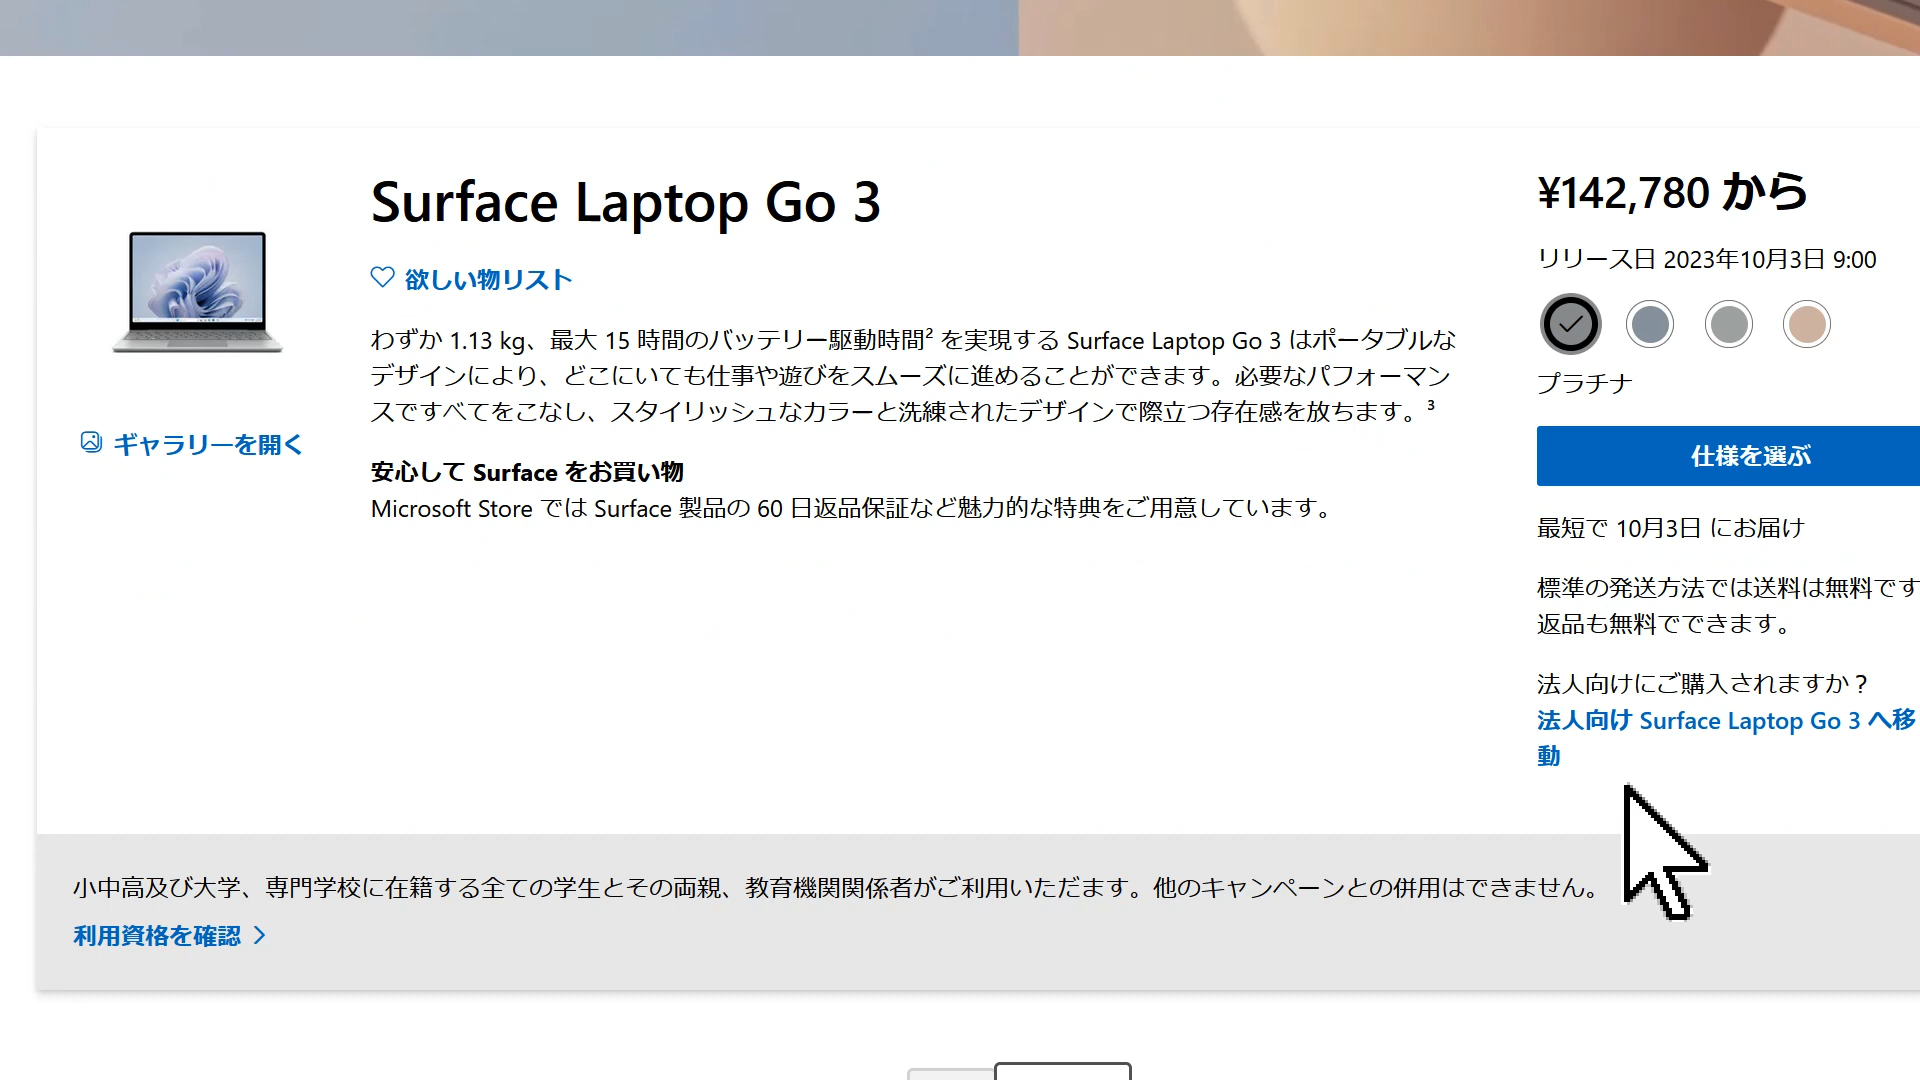 Surface Laptop Go 3
欲しい物リスト
わずか 1.13 kg、最大 15 時間のバッテリー駆動時間² を実現する Surface Laptop Go 3 はポータブルな
デザインにより、どこにいても仕事や遊びをスムーズに進めることができます。必要なパフォーマン
スですべてをこなし、スタイリッシュなカラーと洗練されたデザインで際立つ存在感を放ちます。³
安心して Surface をお買い物
Microsoft Store では Surface 製品の 60 日返品保証など魅力的な特典をご用意しています。
ギャラリーを開く
¥142,780 から
リリース日 2023年10月3日 9:00
プラチナ
仕様を選ぶ
最短で 10月3日 にお届け
標準の発送方法では送料は無料です
返品も無料でできます。
法人向けにご購入されますか？
法人向け Surface Laptop Go 3 へ移
動
小中高及び大学、専門学校に在籍する全ての学生とその両親、教育機関関係者がご利用いただます。他のキャンペーンとの併用はできません。
利用資格を確認